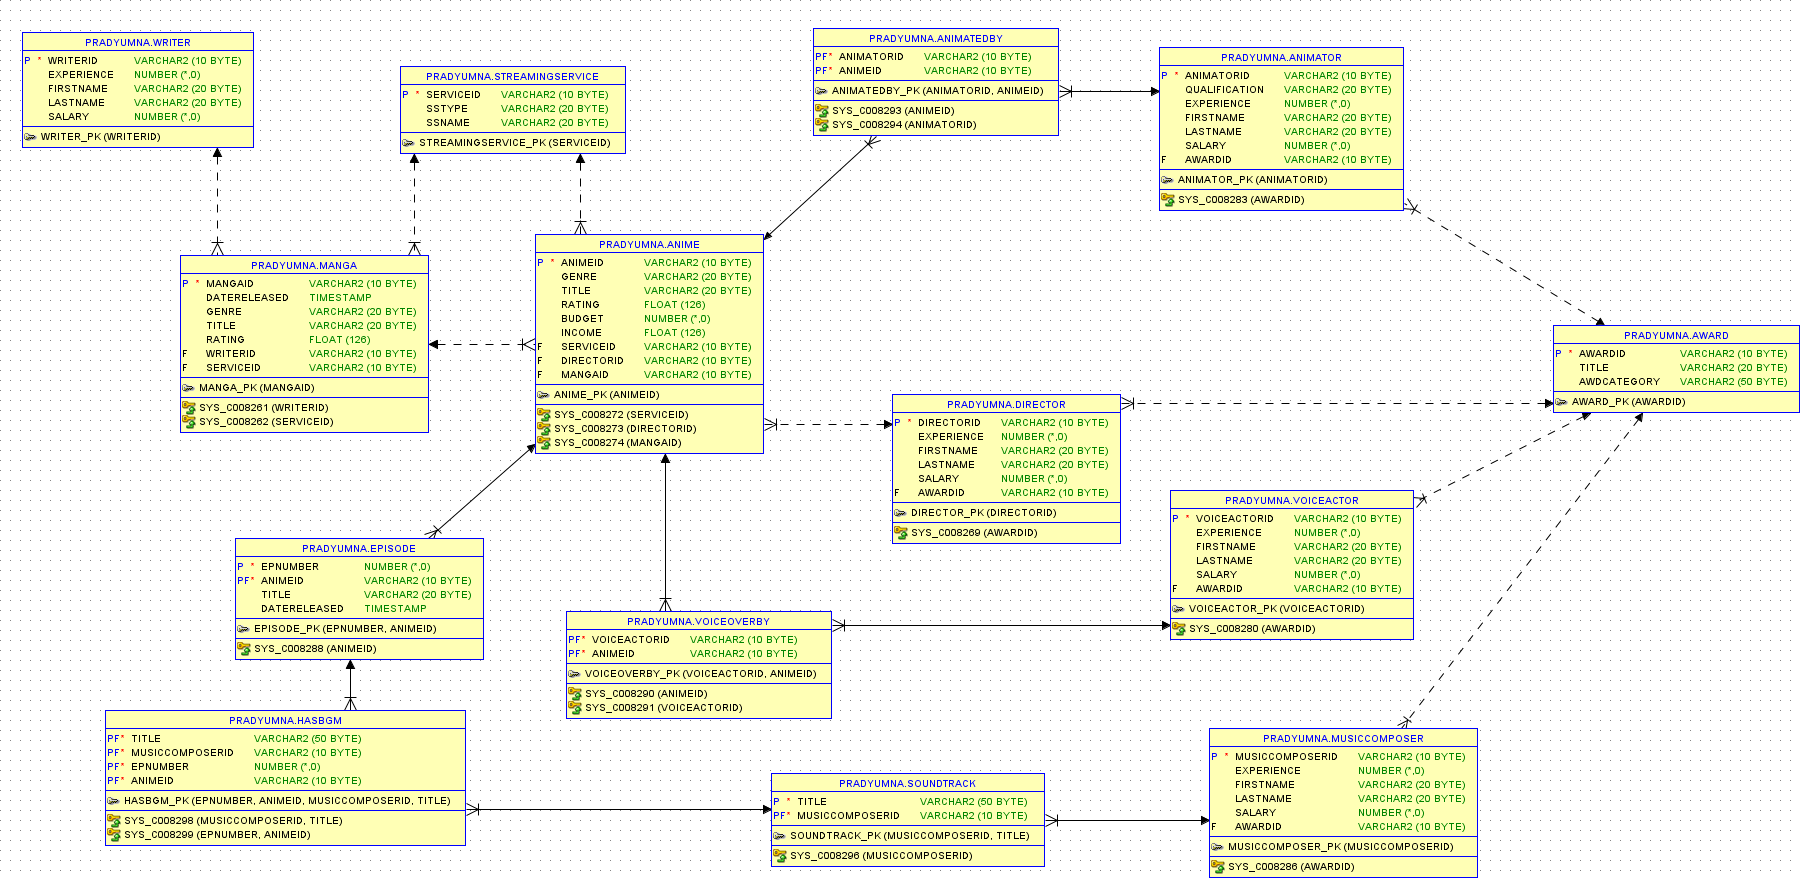 PRADYUMNA.WRITER
P * WRITERID VARCHAR2 (10 BYTE)
EXPERIENCE NUMBER (*,0)
FIRSTNAME VARCHAR2 (20 BYTE)
LASTNAME VARCHAR2 (20 BYTE)
SALARY NUMBER (*,0)
WRITER_PK (WRITERID)
PRADYUMNA.STREAMINGSERVICE
P * SERVICEID VARCHAR2 (10 BYTE)
SSTYPE VARCHAR2 (20 BYTE)
SSNAME VARCHAR2 (20 BYTE)
STREAMINGSERVICE_PK (SERVICEID)
PRADYUMNA.ANIMATEDBY
PF* ANIMATORID VARCHAR2 (10 BYTE)
PF* ANIMEID VARCHAR2 (10 BYTE)
ANIMATEDBY_PK (ANIMATORID, ANIMEID)
SYS_C008293 (ANIMEID)
SYS_C008294 (ANIMATORID)
PRADYUMNA.ANIMATOR
P * ANIMATORID VARCHAR2 (10 BYTE)
QUALIFICATION VARCHAR2 (20 BYTE)
EXPERIENCE NUMBER (*,0)
FIRSTNAME VARCHAR2 (20 BYTE)
LASTNAME VARCHAR2 (20 BYTE)
SALARY NUMBER (*,0)
F AWARDID VARCHAR2 (10 BYTE)
ANIMATOR_PK (ANIMATORID)
SYS_C008283 (AWARDID)
PRADYUMNA.MANGA
P * MANGAID VARCHAR2 (10 BYTE)
DATERELEASED TIMESTAMP
GENRE VARCHAR2 (20 BYTE)
TITLE VARCHAR2 (20 BYTE)
RATING FLOAT (126)
F WRITERID VARCHAR2 (10 BYTE)
F SERVICEID VARCHAR2 (10 BYTE)
MANGA_PK (MANGAID)
SYS_C008261 (WRITERID)
SYS_C008262 (SERVICEID)
PRADYUMNA.ANIME
P * ANIMEID VARCHAR2 (10 BYTE)
GENRE VARCHAR2 (20 BYTE)
TITLE VARCHAR2 (20 BYTE)
RATING FLOAT (126)
BUDGET NUMBER (*,0)
INCOME FLOAT (126)
F SERVICEID VARCHAR2 (10 BYTE)
F DIRECTORID VARCHAR2 (10 BYTE)
F MANGAID VARCHAR2 (10 BYTE)
ANIME_PK (ANIMEID)
SYS_C008272 (SERVICEID)
SYS_C008273 (DIRECTORID)
SYS_C008274 (MANGAID)
PRADYUMNA.AWARD
P * AWARDID VARCHAR2 (10 BYTE)
TITLE VARCHAR2 (20 BYTE)
AWDCATEGORY VARCHAR2 (50 BYTE)
AWARD_PK (AWARDID)
PRADYUMNA.DIRECTOR
P * DIRECTORID VARCHAR2 (10 BYTE)
EXPERIENCE NUMBER (*,0)
FIRSTNAME VARCHAR2 (20 BYTE)
LASTNAME VARCHAR2 (20 BYTE)
SALARY NUMBER (*,0)
F AWARDID VARCHAR2 (10 BYTE)
DIRECTOR_PK (DIRECTORID)
SYS_C008269 (AWARDID)
PRADYUMNA.VOICEACTOR
P * VOICEACTORID VARCHAR2 (10 BYTE)
EXPERIENCE NUMBER (*,0)
FIRSTNAME VARCHAR2 (20 BYTE)
LASTNAME VARCHAR2 (20 BYTE)
SALARY NUMBER (*,0)
F AWARDID VARCHAR2 (10 BYTE)
VOICEACTOR_PK (VOICEACTORID)
SYS_C008280 (AWARDID)
PRADYUMNA.EPISODE
P * EPNUMBER NUMBER (*,0)
PF* ANIMEID VARCHAR2 (10 BYTE)
TITLE VARCHAR2 (20 BYTE)
DATERELEASED TIMESTAMP
EPISODE_PK (EPNUMBER, ANIMEID)
SYS_C008288 (ANIMEID)
PRADYUMNA.VOICEOVERBY
PF* VOICEACTORID VARCHAR2 (10 BYTE)
PF* ANIMEID VARCHAR2 (10 BYTE)
VOICEOVERBY_PK (VOICEACTORID, ANIMEID)
SYS_C008290 (ANIMEID)
SYS_C008291 (VOICEACTORID)
PRADYUMNA.HASBGM
PF* TITLE VARCHAR2 (50 BYTE)
PF* MUSICCOMPOSERID VARCHAR2 (10 BYTE)
PF* EPNUMBER NUMBER (*,0)
PF* ANIMEID VARCHAR2 (10 BYTE)
HASBGM_PK (EPNUMBER, ANIMEID, MUSICCOMPOSERID, TITLE)
SYS_C008298 (MUSICCOMPOSERID, TITLE)
SYS_C008299 (EPNUMBER, ANIMEID)
PRADYUMNA.SOUNDTRACK
P * TITLE VARCHAR2 (50 BYTE)
PF* MUSICCOMPOSERID VARCHAR2 (10 BYTE)
SOUNDTRACK_PK (MUSICCOMPOSERID, TITLE)
SYS_C008296 (MUSICCOMPOSERID)
PRADYUMNA.MUSICCOMPOSER
P * MUSICCOMPOSERID VARCHAR2 (10 BYTE)
EXPERIENCE NUMBER (*,0)
FIRSTNAME VARCHAR2 (20 BYTE)
LASTNAME VARCHAR2 (20 BYTE)
SALARY NUMBER (*,0)
F AWARDID VARCHAR2 (10 BYTE)
MUSICCOMPOSER_PK (MUSICCOMPOSERID)
SYS_C008286 (AWARDID)